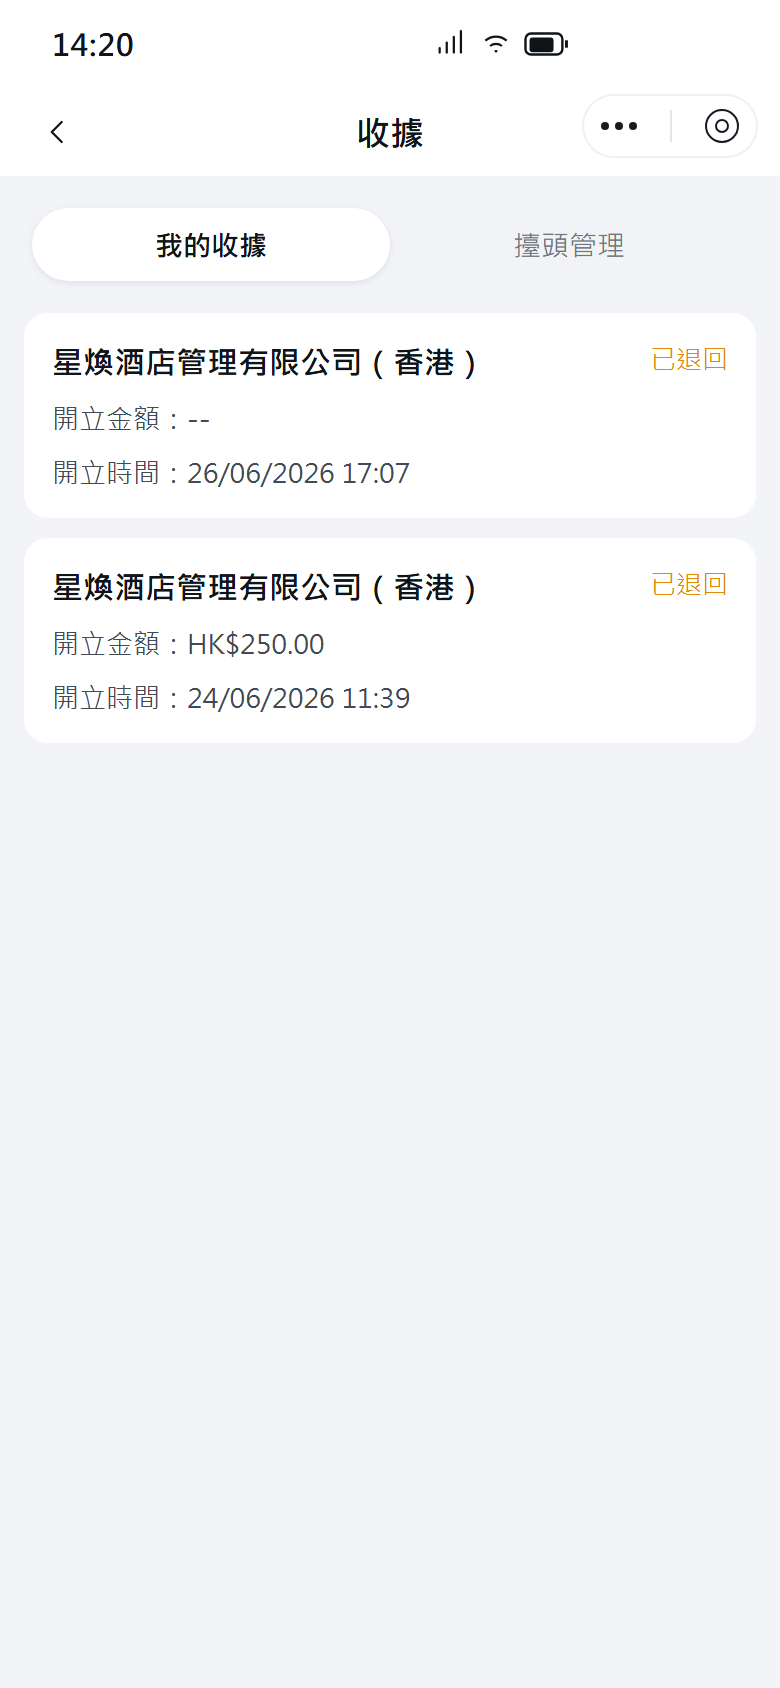 14:20
收據
我的收據
擡頭管理
星煥酒店管理有限公司（香港）
已退回
開立金額：--
開立時間：26/06/2026 17:07
星煥酒店管理有限公司（香港）
已退回
開立金額：HK$250.00
開立時間：24/06/2026 11:39